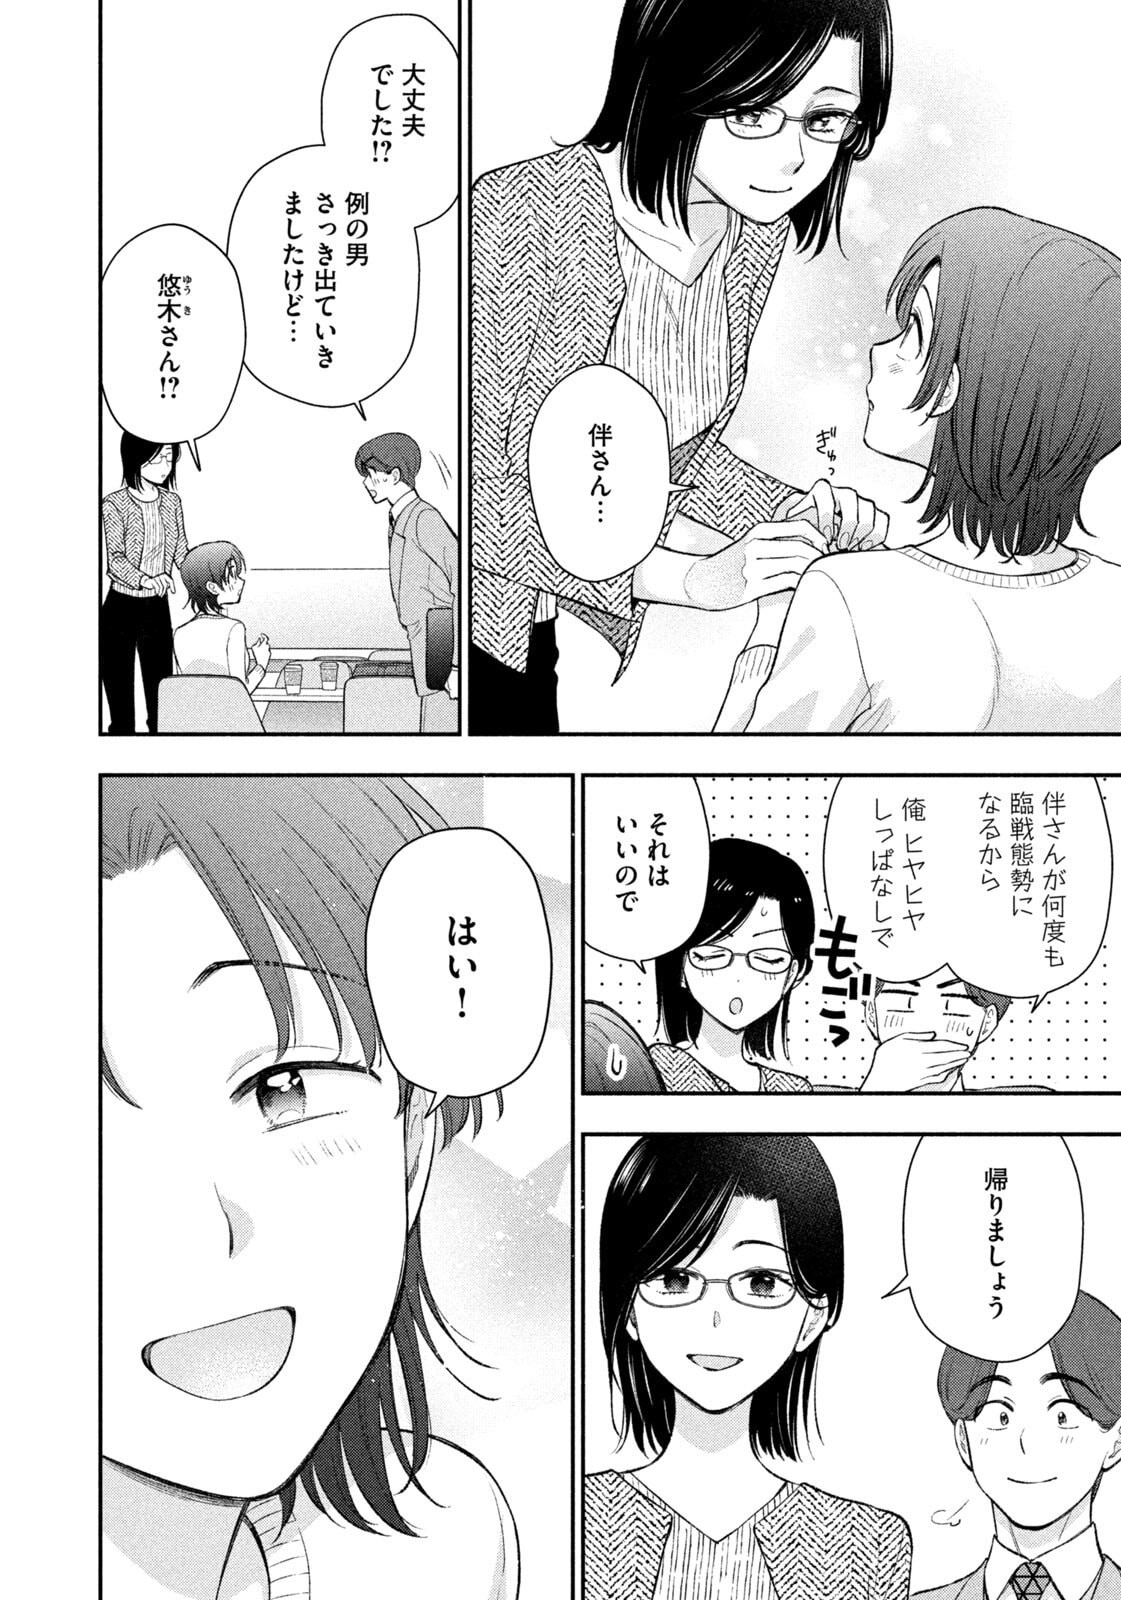 伴さん…
ぎゅっ
大丈夫
でした!?
例の男
さっき出ていき
ましたけど…
悠木さん!?
ゆうき
伴さんが何度も
臨戦態勢に
なるから
俺 ヒヤヒヤ
しっぱなしで
もごっ
それは
いいので
帰りましょう
はい!